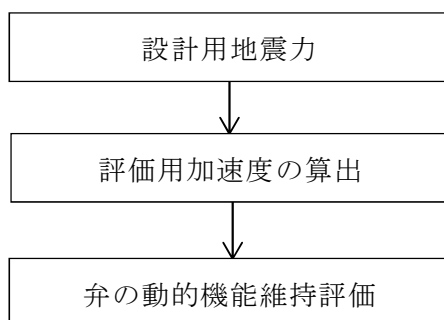 設計用地震力
評価用加速度の算出
弁の動的機能維持評価